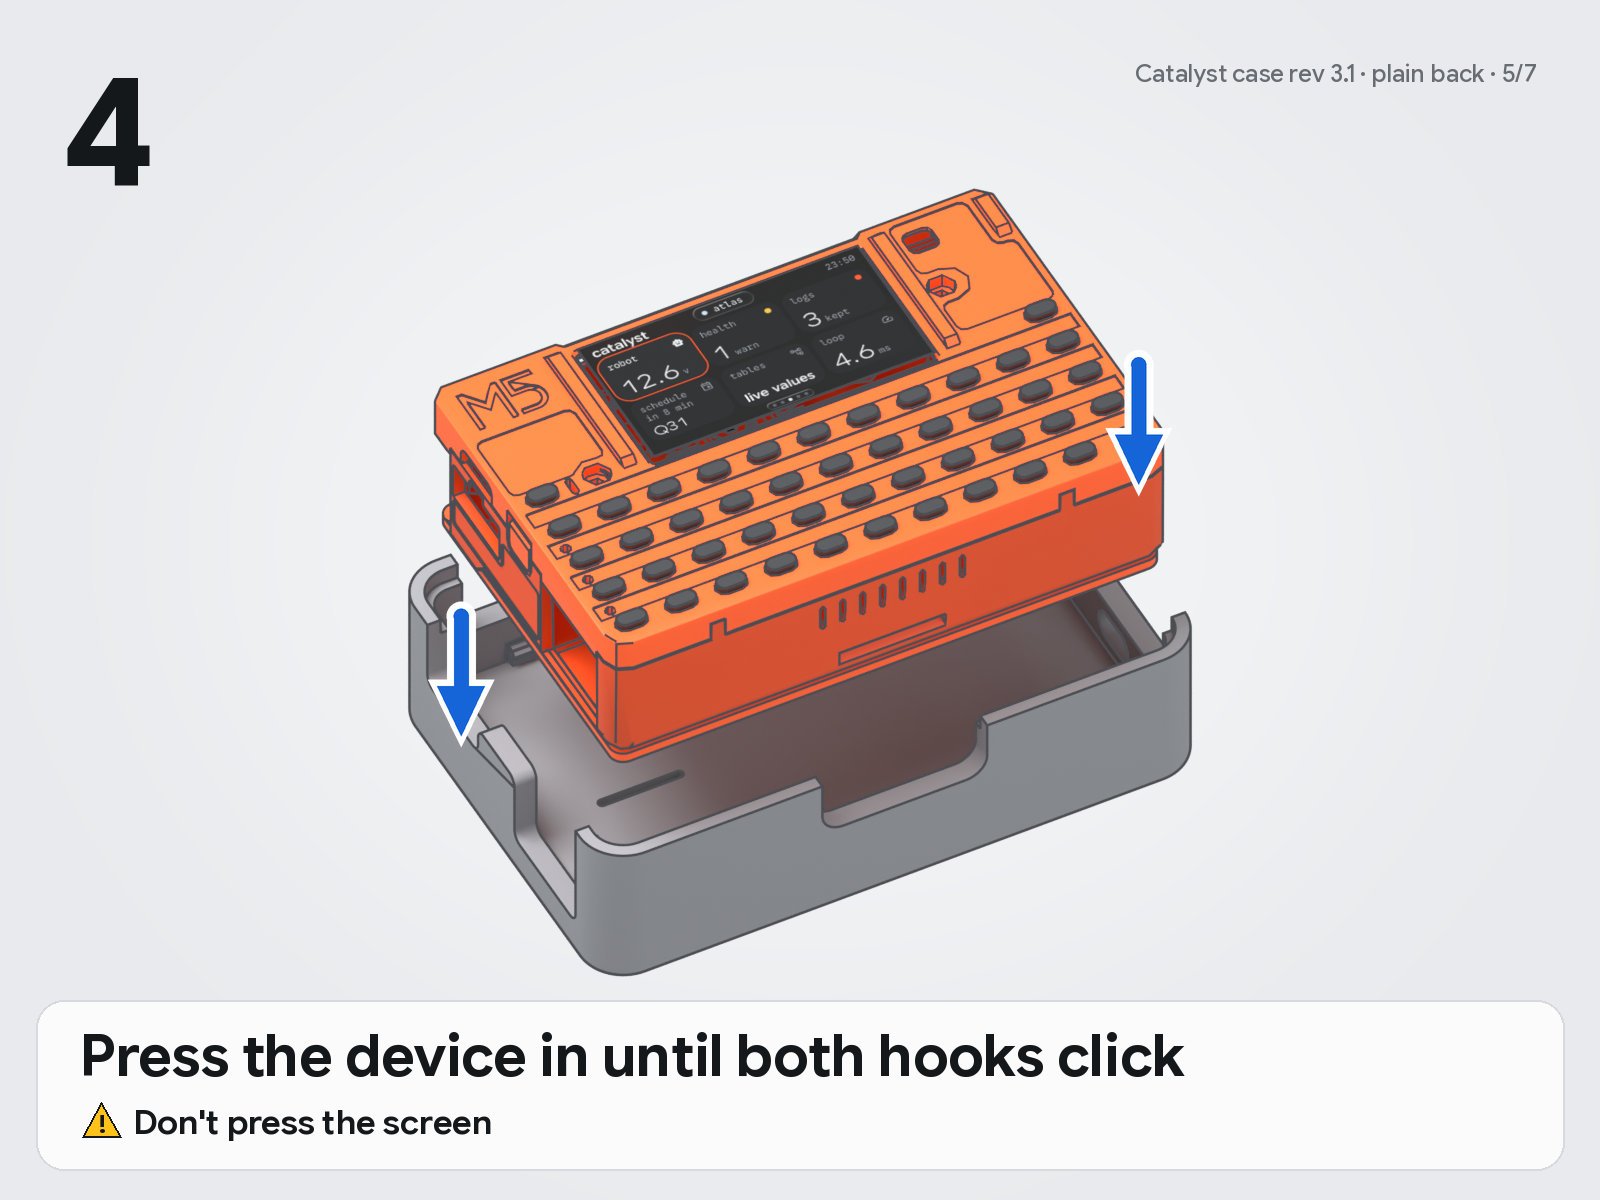 4
Catalyst case rev 3.1 · plain back · 5/7
M5
catalyst
atlas
23:50
robot
12.6 v
health
1 warn
logs
3 kept
schedule
in 8 min
Q31
tables
live values
loop
4.6 ms
Press the device in until both hooks click
Don't press the screen